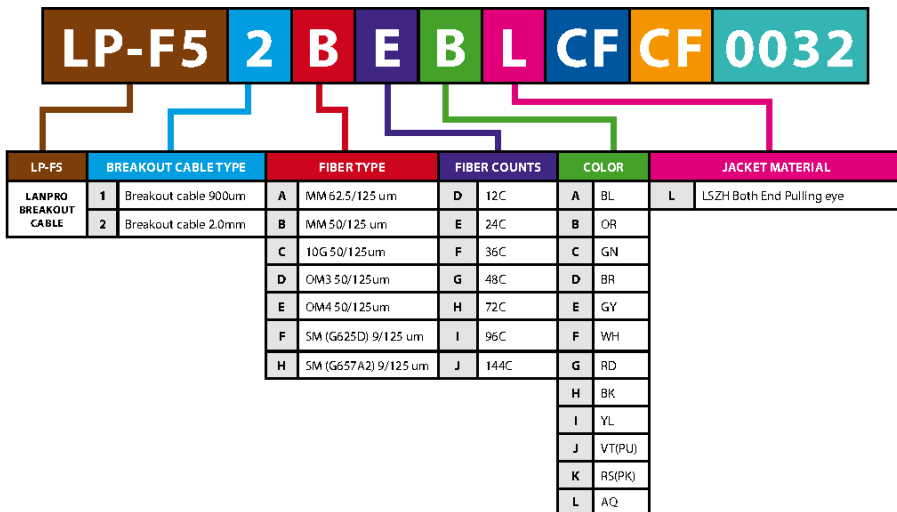 LP-F5 2 B E B L CF CF 0032
LP-F5 BREAKOUT CABLE TYPE FIBER TYPE FIBER COUNTS COLOR JACKET MATERIAL
LANPRO BREAKOUT CABLE 1 Breakout cable 900um A MM 62.5/125 um D 12C A BL L LSZH Both End Pulling eye
2 Breakout cable 2.0mm B MM 50/125 um E 24C B OR
C 10G 50/125um F 36C C GN
D OM3 50/125um G 48C D BR
E OM4 50/125um H 72C E GY
F SM (G625D) 9/125 um I 96C F WH
H SM (G657A2) 9/125 um J 144C G RD
H BK
I YL
J VT(PU)
K RS(PK)
L AQ